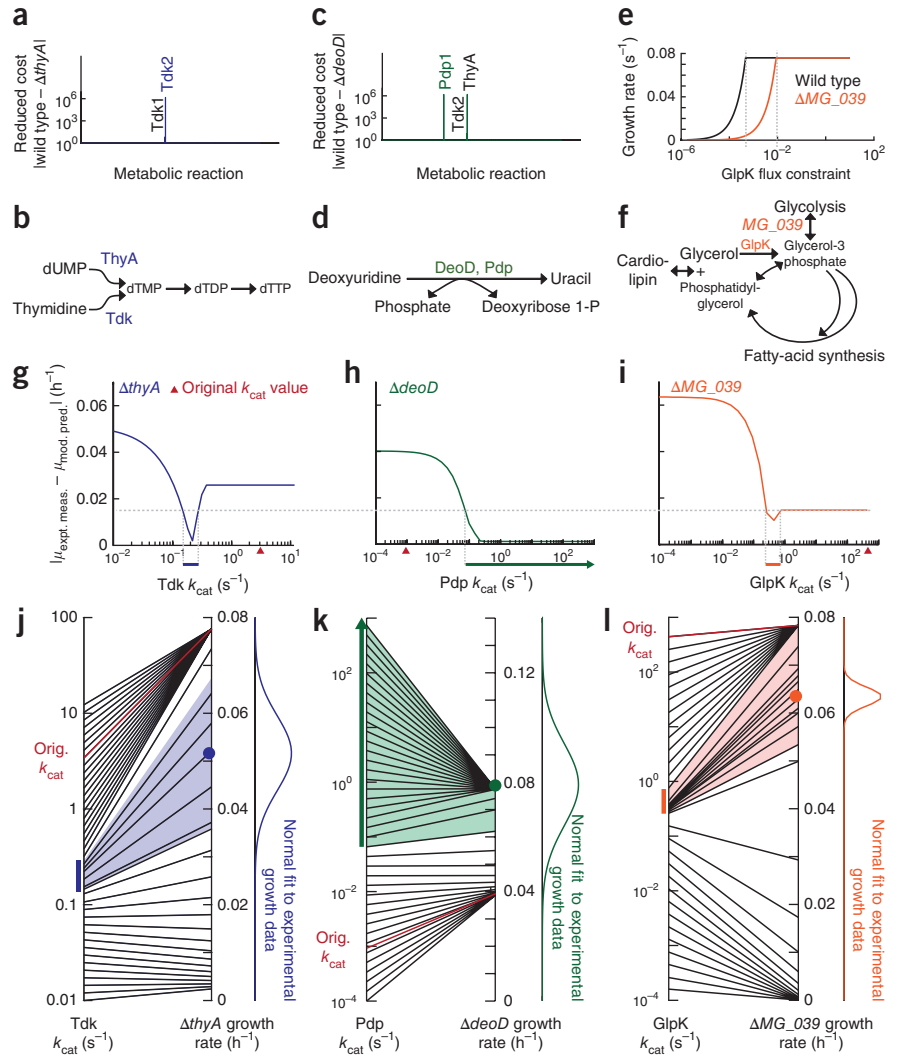 a
Reduced cost
|wild type – ΔthyA|
10⁶
10³
10⁰
Tdk1
Tdk2
Metabolic reaction
c
Reduced cost
|wild type – ΔdeoD|
10⁶
10³
10⁰
Pdp1
Tdk2
ThyA
Metabolic reaction
e
Growth rate (s⁻¹)
0.08
0.04
0
Wild type
ΔMG_039
10⁻⁶
10⁻²
10²
GlpK flux constraint
b
ThyA
dUMP
dTMP
dTDP
dTTP
Thymidine
Tdk
d
DeoD, Pdp
Deoxyuridine
Uracil
Phosphate
Deoxyribose 1-P
f
Glycolysis
MG_039
GlpK
Glycerol
Glycerol-3
phosphate
Cardio-
lipin
+
Phosphatidyl-
glycerol
Fatty-acid synthesis
g
ΔthyA
Original kcat value
|μexpt. meas. – μmod. pred.| (h⁻¹)
0.06
0.04
0.02
0
10⁻²
10⁻¹
10⁰
10¹
Tdk kcat (s⁻¹)
h
ΔdeoD
10⁻⁴
10⁻²
10⁰
10²
Pdp kcat (s⁻¹)
i
ΔMG_039
10⁻⁴
10⁻²
10⁰
10²
GlpK kcat (s⁻¹)
j
100
10
1
0.1
0.01
Orig.
kcat
0.08
0.06
0.04
0.02
0
Normal fit to experimental
growth data
Tdk
kcat (s⁻¹)
ΔthyA growth
rate (h⁻¹)
k
10²
10⁰
10⁻²
10⁻⁴
Orig.
kcat
0.12
0.08
0.04
0
Normal fit to experimental
growth data
Pdp
kcat (s⁻¹)
ΔdeoD growth
rate (h⁻¹)
l
Orig.
kcat
10²
10⁰
10⁻²
10⁻⁴
0.08
0.06
0.04
0.02
0
Normal fit to experimental
growth data
GlpK
kcat (s⁻¹)
ΔMG_039 growth
rate (h⁻¹)